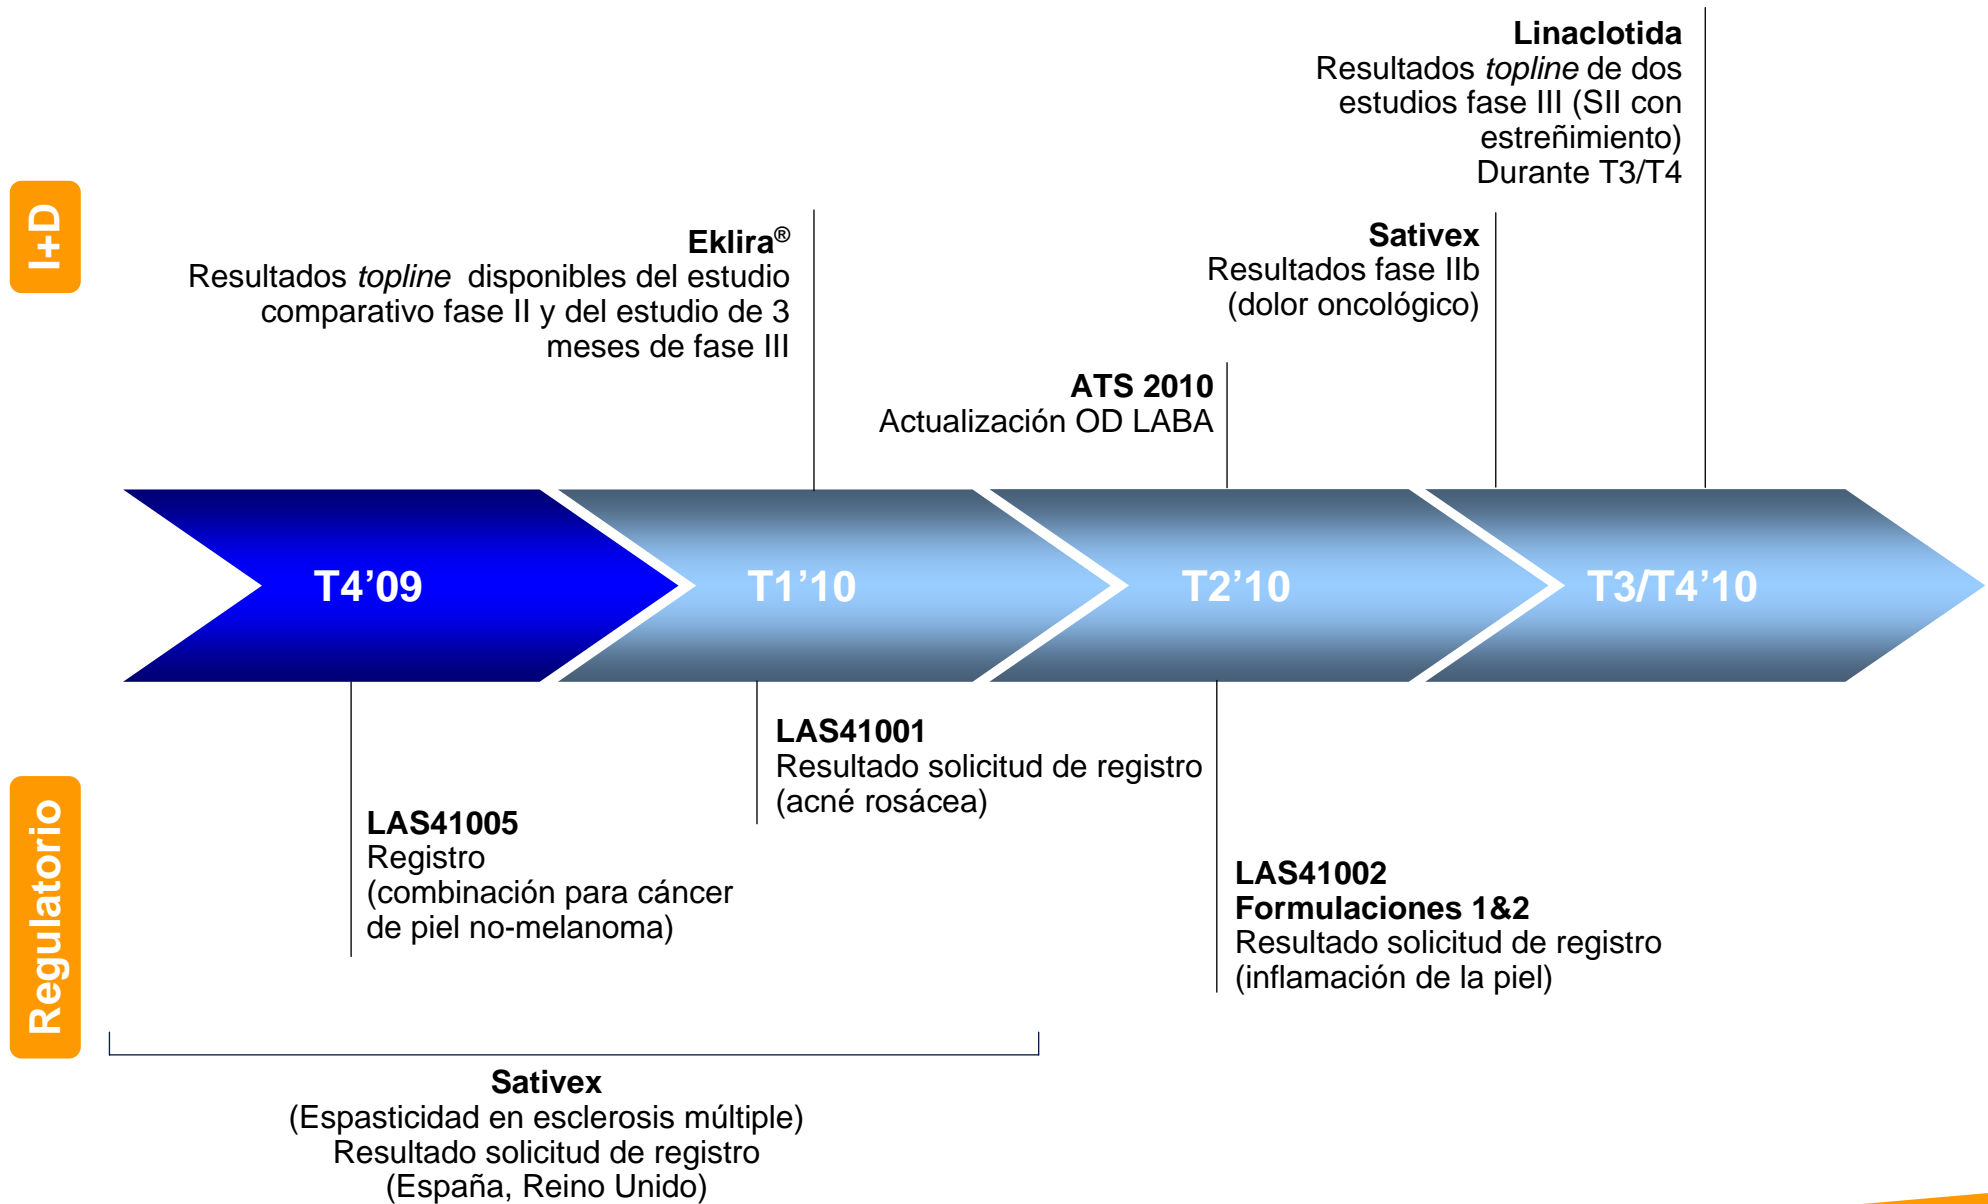 I+D
Linaclotida
Resultados topline de dos
estudios fase III (SII con
estreñimiento)
Durante T3/T4
Eklira®
Resultados topline disponibles del estudio
comparativo fase II y del estudio de 3
meses de fase III
Sativex
Resultados fase IIb
(dolor oncológico)
ATS 2010
Actualización OD LABA
T4’09
T1’10
T2’10
T3/T4’10
Regulatorio
LAS41005
Registro
(combinación para cáncer
de piel no-melanoma)
LAS41001
Resultado solicitud de registro
(acné rosácea)
LAS41002
Formulaciones 1&2
Resultado solicitud de registro
(inflamación de la piel)
Sativex
(Espasticidad en esclerosis múltiple)
Resultado solicitud de registro
(España, Reino Unido)